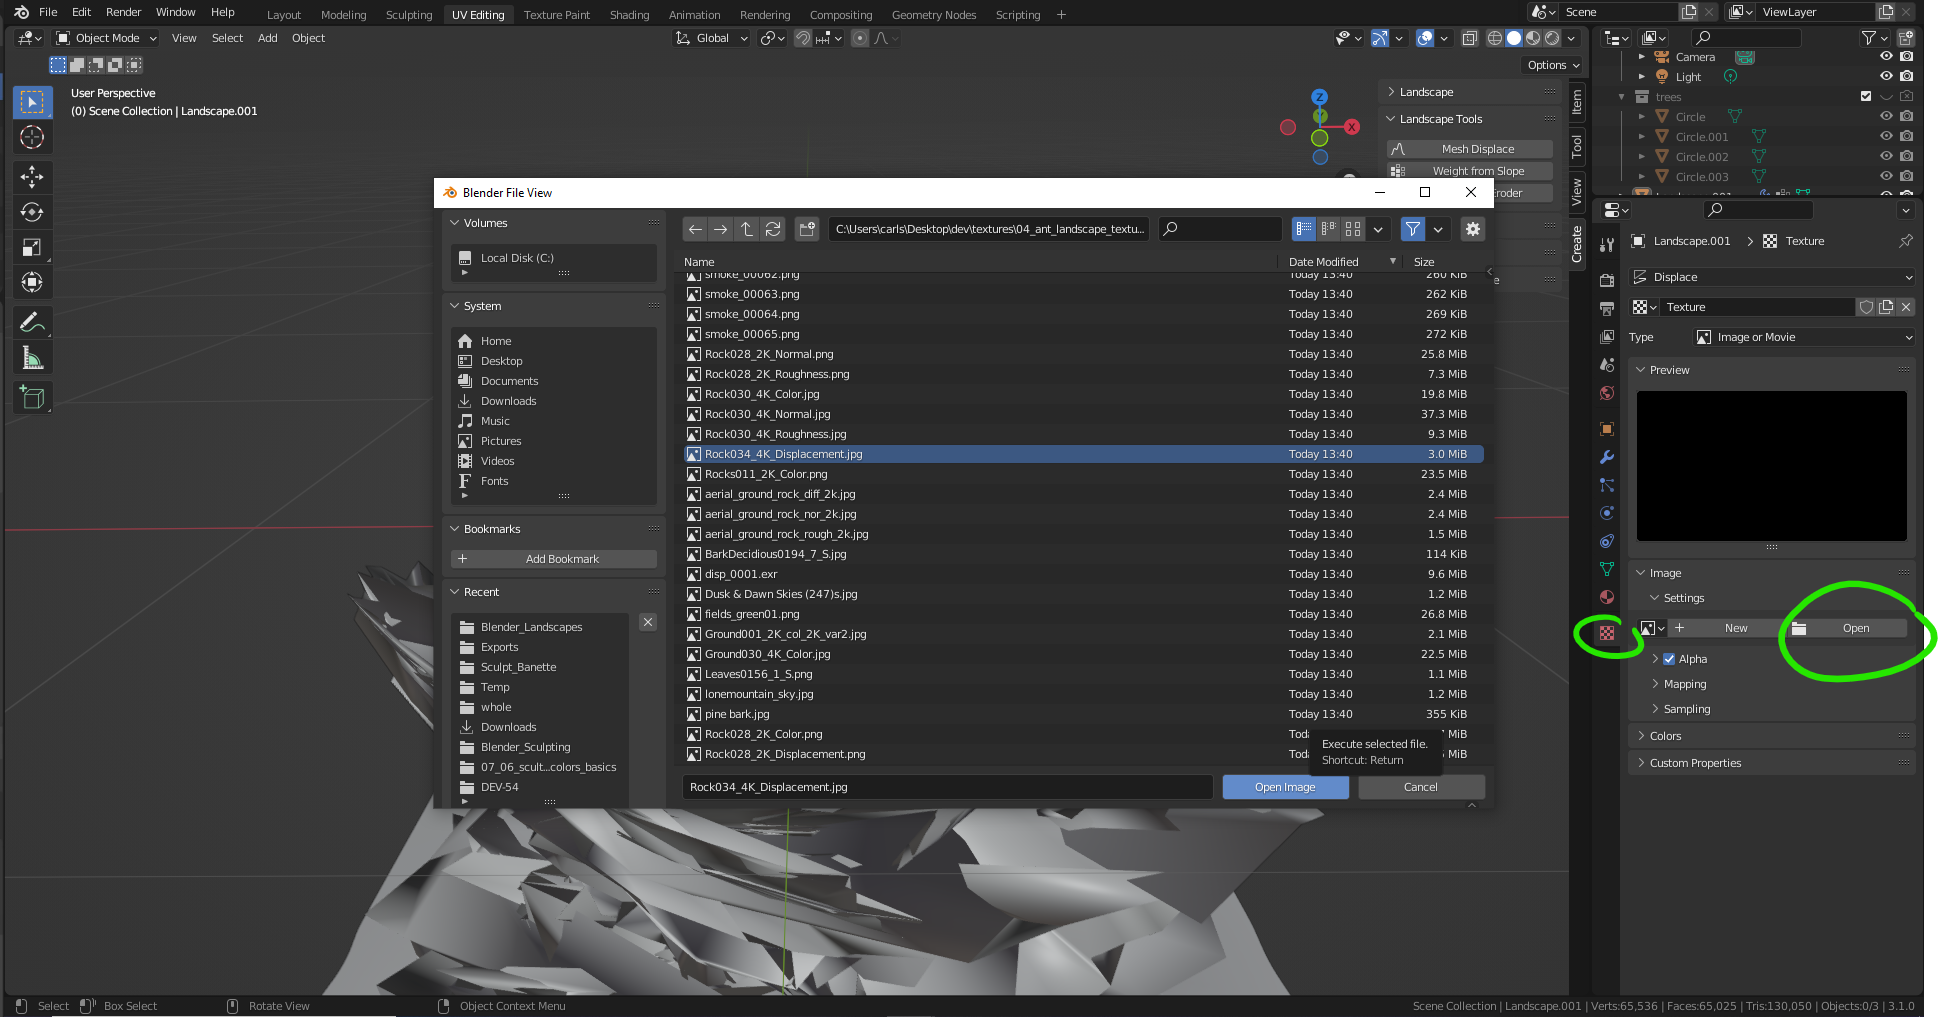 File Edit Render Window Help Layout Modeling Sculpting UV Editing Texture Paint Shading Animation Rendering Compositing Geometry Nodes Scripting + Scene ViewLayer
Object Mode View Select Add Object Global
Options
User Perspective
(0) Scene Collection | Landscape.001
Z
X
Landscape
Landscape Tools
Mesh Displace
Weight from Slope
roder
Item
Tool
View
Create
Camera
Light
trees
Circle
Circle.001
Circle.002
Circle.003
Blender File View
Volumes
Local Disk (C:)
System
Home
Desktop
Documents
Downloads
Music
Pictures
Videos
Fonts
Bookmarks
Add Bookmark
Recent
Blender_Landscapes
Exports
Sculpt_Banette
Temp
whole
Downloads
Blender_Sculpting
07_06_scult...colors_basics
DEV-54
C:\Users\carls\Desktop\dev\textures\04_ant_landscape_textu...
Name Date Modified Size
smoke_00062.png Today 13:40 260 KiB
smoke_00063.png Today 13:40 262 KiB
smoke_00064.png Today 13:40 269 KiB
smoke_00065.png Today 13:40 272 KiB
Rock028_2K_Normal.png Today 13:40 25.8 MiB
Rock028_2K_Roughness.png Today 13:40 7.3 MiB
Rock030_4K_Color.jpg Today 13:40 19.8 MiB
Rock030_4K_Normal.jpg Today 13:40 37.3 MiB
Rock030_4K_Roughness.jpg Today 13:40 9.3 MiB
Rock034_4K_Displacement.jpg Today 13:40 3.0 MiB
Rocks011_2K_Color.png Today 13:40 23.5 MiB
aerial_ground_rock_diff_2k.jpg Today 13:40 2.4 MiB
aerial_ground_rock_nor_2k.jpg Today 13:40 2.4 MiB
aerial_ground_rock_rough_2k.jpg Today 13:40 1.5 MiB
BarkDecidious0194_7_S.jpg Today 13:40 114 KiB
disp_0001.exr Today 13:40 9.6 MiB
Dusk & Dawn Skies (247)s.jpg Today 13:40 1.2 MiB
fields_green01.png Today 13:40 26.8 MiB
Ground001_2K_col_2K_var2.jpg Today 13:40 2.1 MiB
Ground030_4K_Color.jpg Today 13:40 22.5 MiB
Leaves0156_1_S.png Today 13:40 1.1 MiB
lonemountain_sky.jpg Today 13:40 1.2 MiB
pine bark.jpg Today 13:40 355 KiB
Rock028_2K_Color.png Toda MiB
Rock028_2K_Displacement.png Toda MiB
Execute selected file.
Shortcut: Return
Rock034_4K_Displacement.jpg Open Image Cancel
e
Landscape.001 > Texture
Displace
Texture
Type Image or Movie
Preview
Image
Settings
New Open
Alpha
Mapping
Sampling
Colors
Custom Properties
Select Box Select Rotate View Object Context Menu Scene Collection | Landscape.001 | Verts:65,536 | Faces:65,025 | Tris:130,050 | Objects:0/3 | 3.1.0